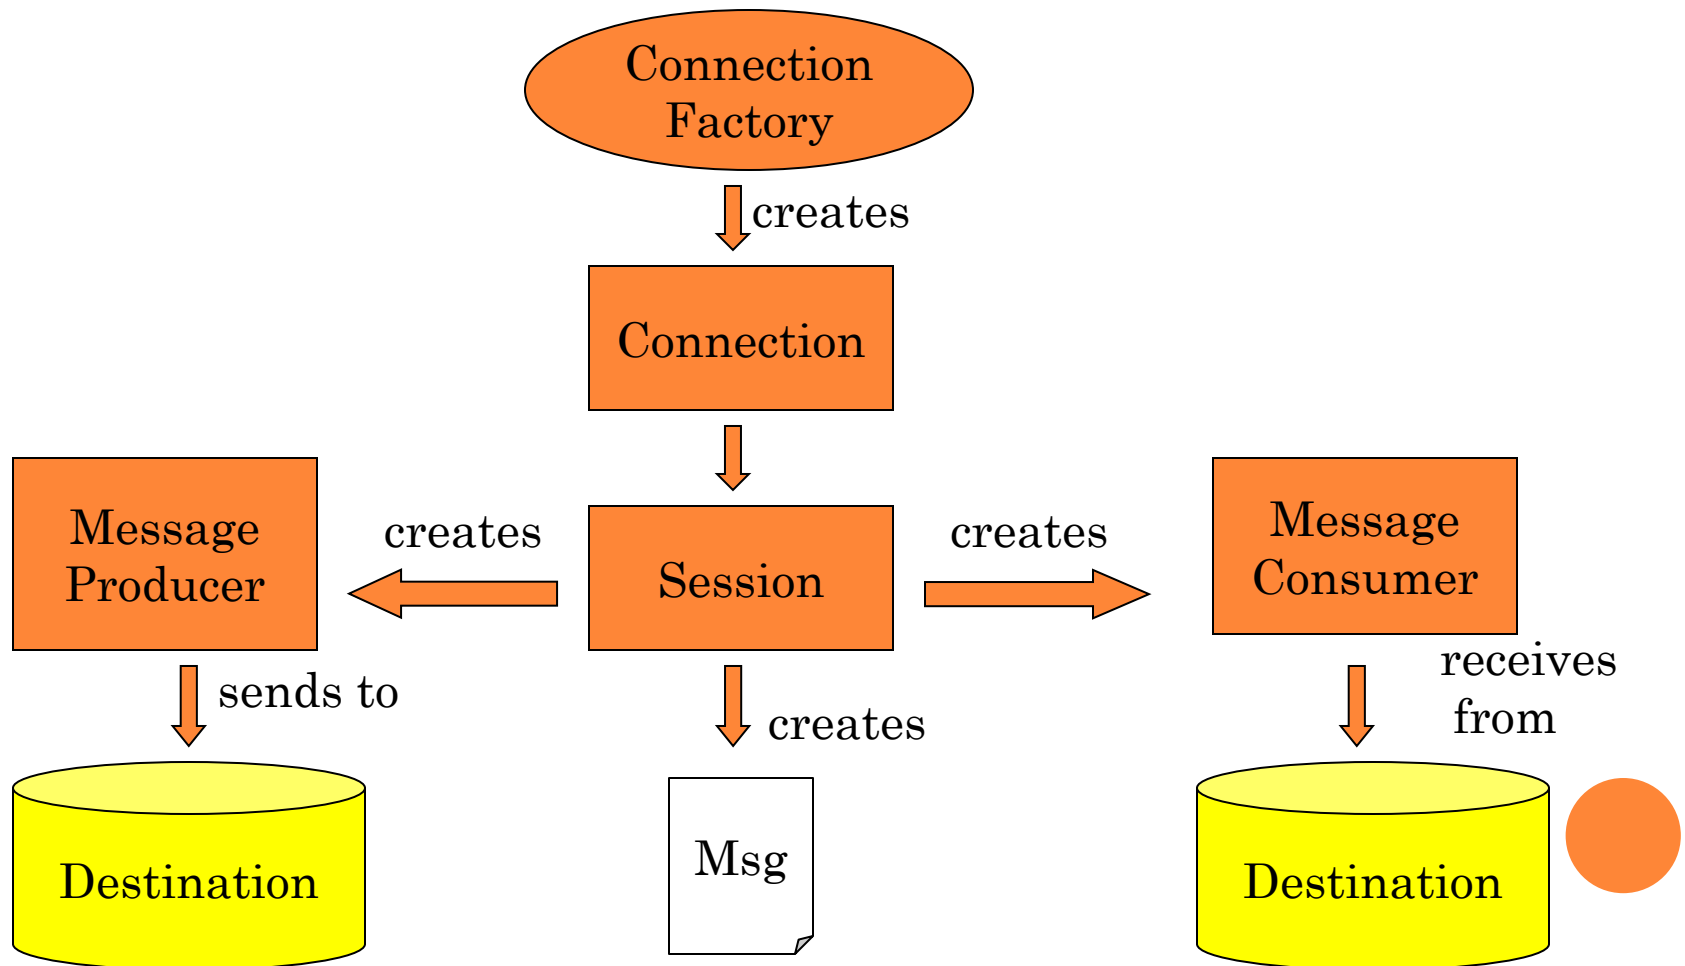 Connection
Factory
creates
Connection
Message
Producer
creates
Session
creates
Message
Consumer
sends to
creates
receives
from
Destination
Msg
Destination